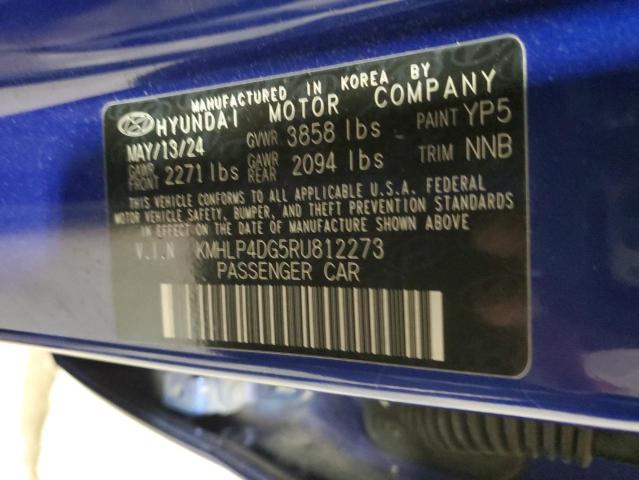 MANUFACTURED IN KOREA BY
HYUNDAI MOTOR COMPANY
MAY/13/24 GVWR 3858 lbs PAINT YP5
GAWR FRONT 2271 lbs GAWR REAR 2094 lbs TRIM NNB
THIS VEHICLE CONFORMS TO ALL APPLICABLE U.S.A. FEDERAL
MOTOR VEHICLE SAFETY, BUMPER, AND THEFT PREVENTION STANDARDS
IN EFFECT ON THE DATE OF MANUFACTURE SHOWN ABOVE
V.I.N KMHLP4DG5RU812273
PASSENGER CAR